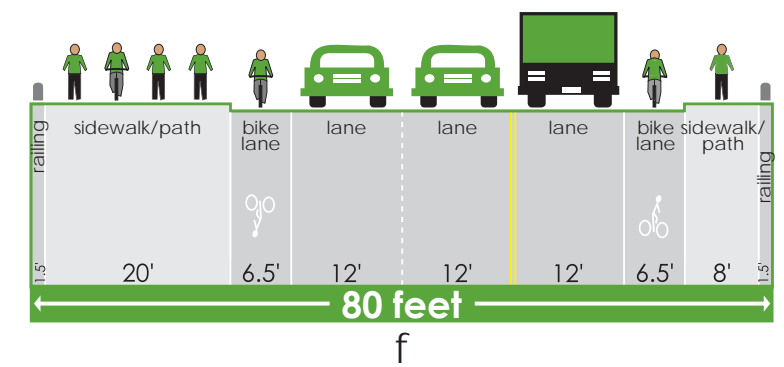 railing
sidewalk/path
bike
lane
lane
lane
lane
bike
lane
sidewalk/
path
railing
1.5'
20'
6.5'
12'
12'
12'
6.5'
8'
1.5'
80 feet
f